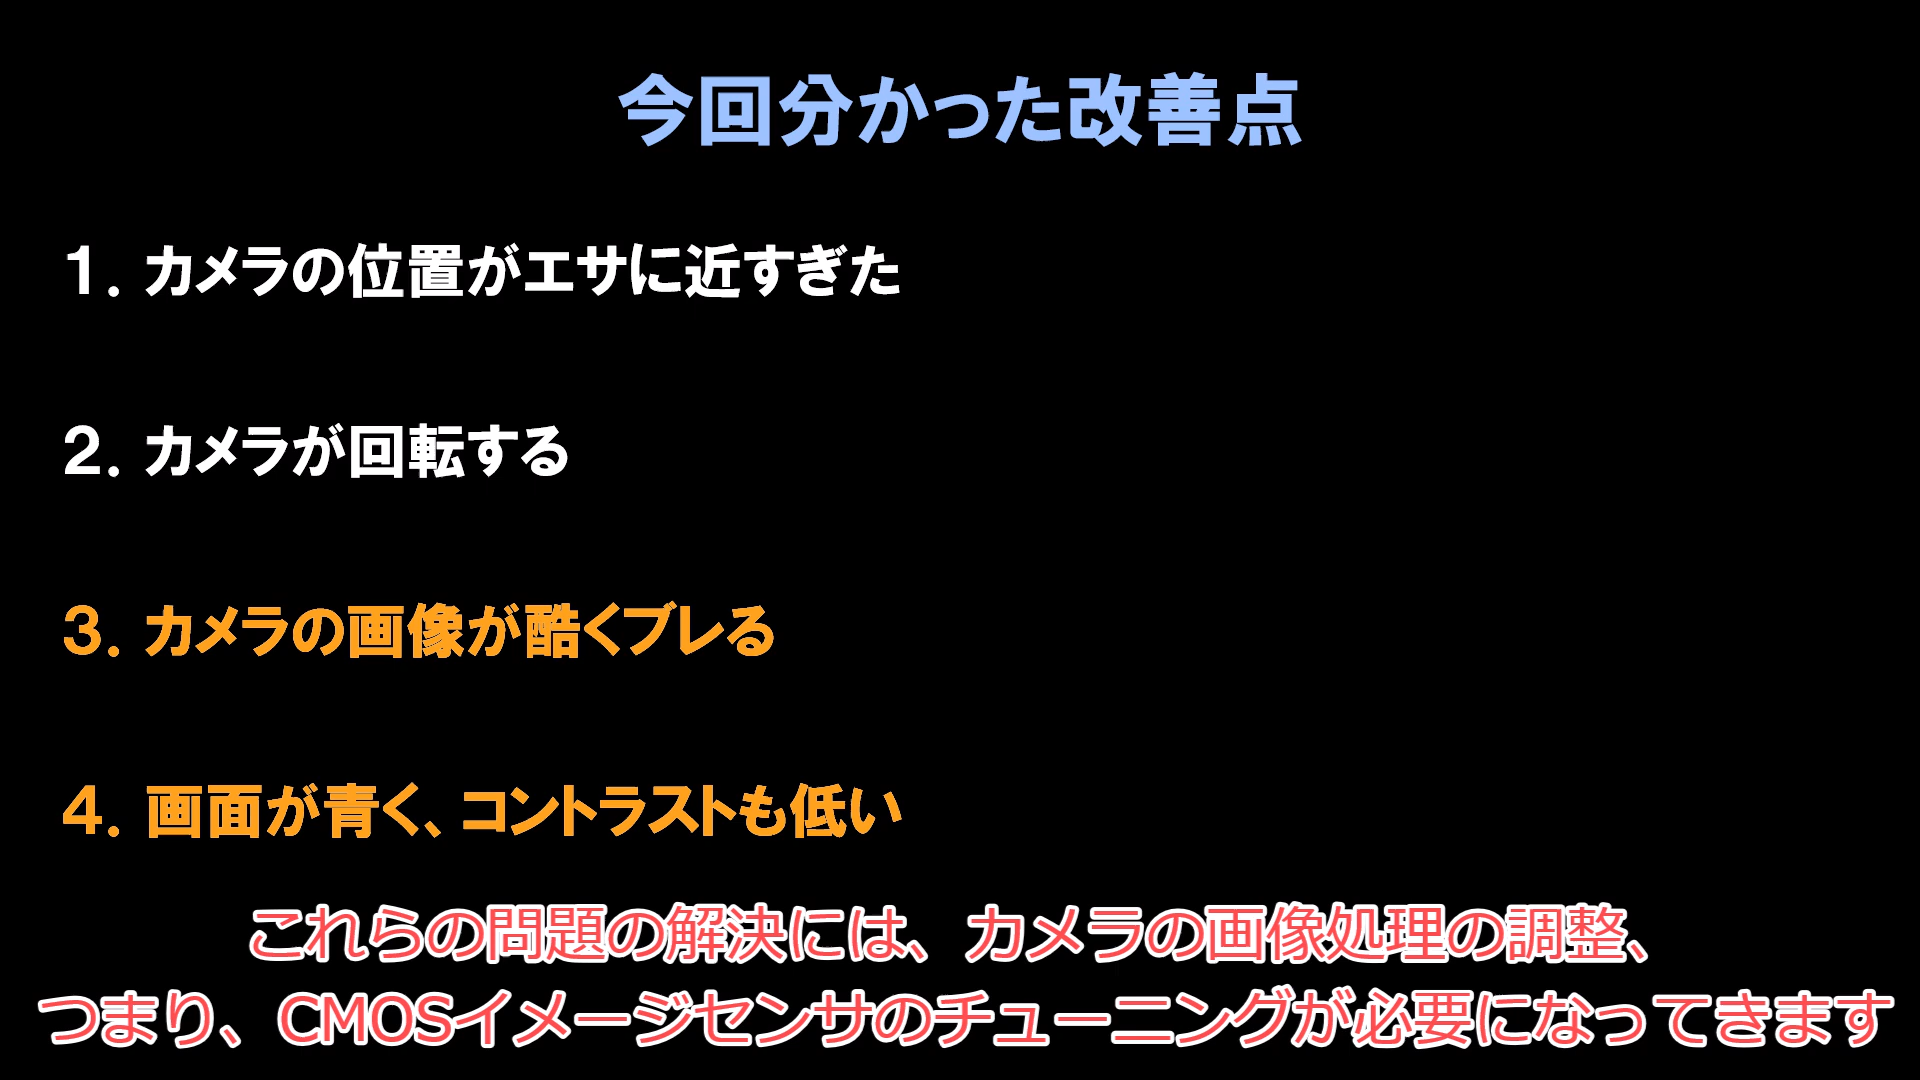 今回分かった改善点
１．カメラの位置がエサに近すぎた
２．カメラが回転する
３．カメラの画像が酷くブレる
４．画面が青く、コントラストも低い
これらの問題の解決には、カメラの画像処理の調整、
つまり、CMOSイメージセンサのチューニングが必要になってきます